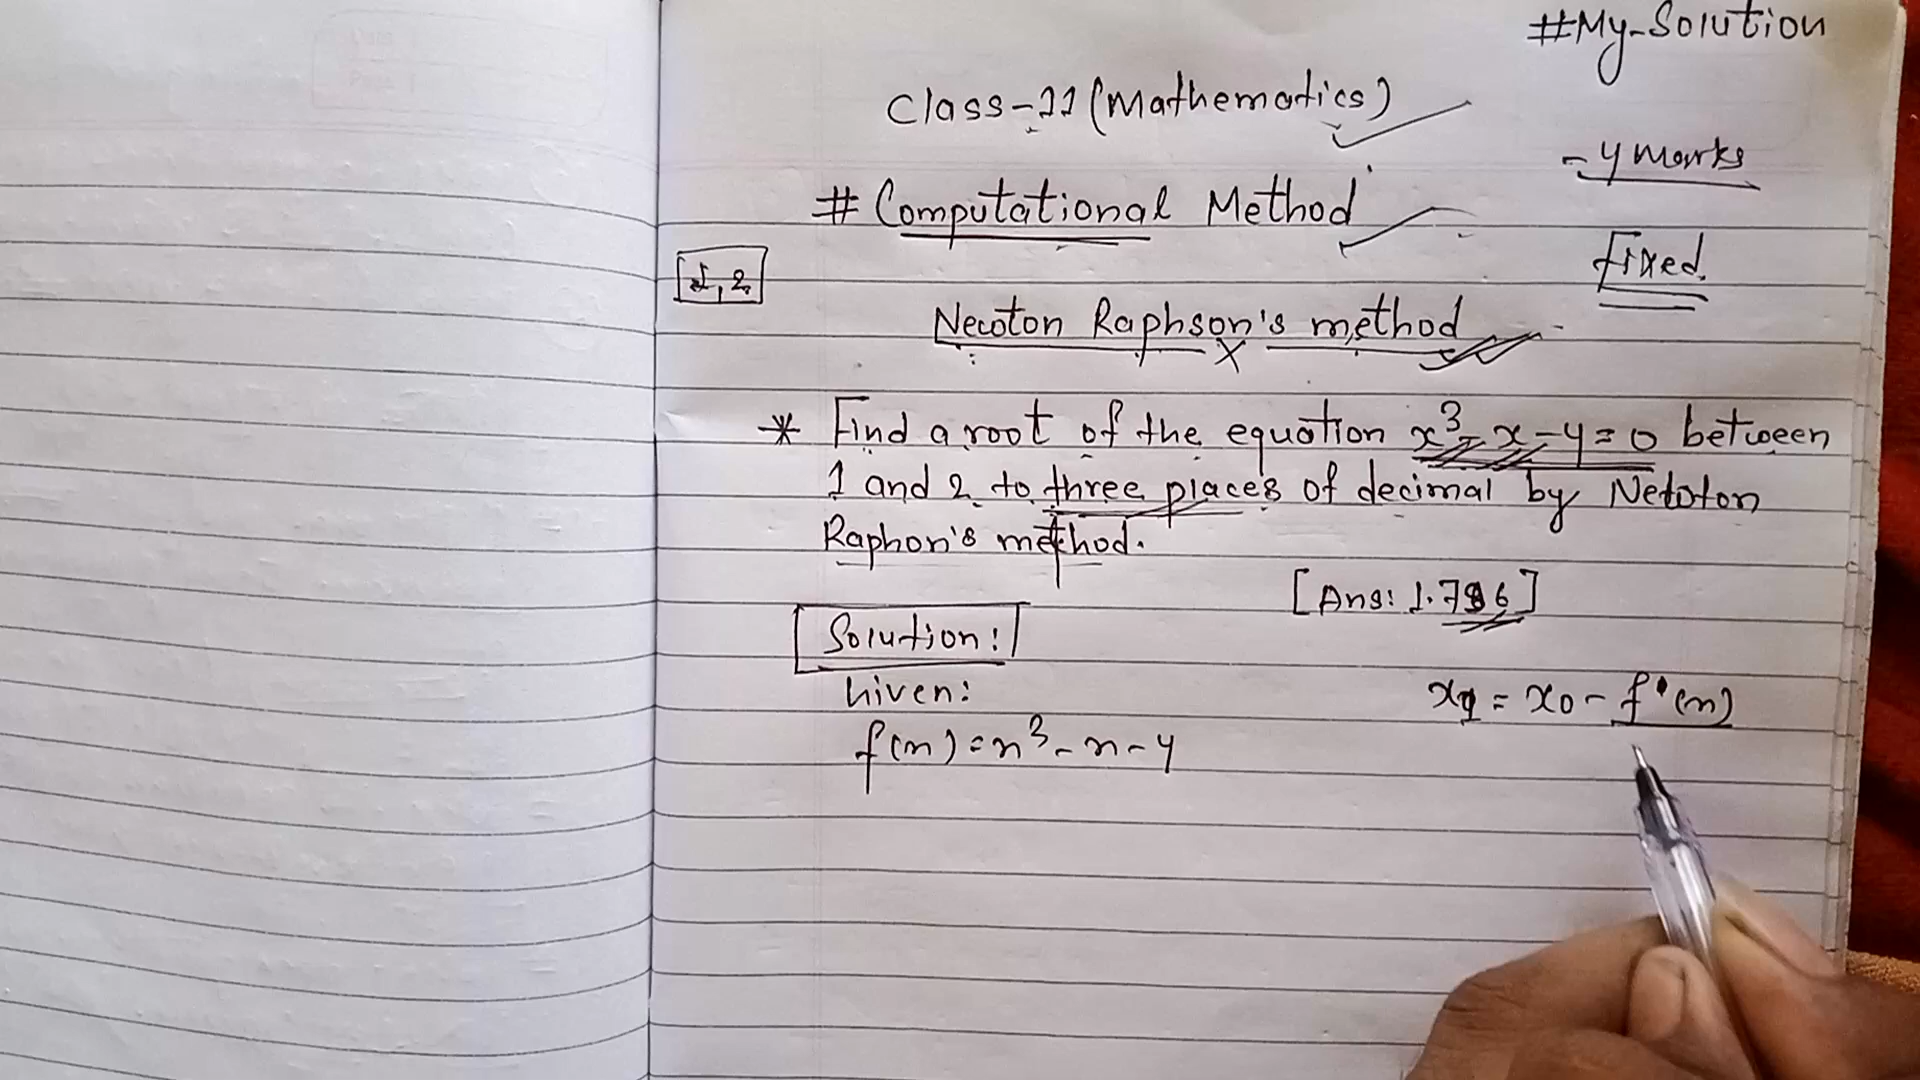 #My-Solution
Class-11 (Mathematics)
- 4 marks
# Computational Method
fixed.
1, 2
Newton Raphson's method
* Find a root of the equation x³-x-4=0 between
1 and 2 to three places of decimal by Newton
Raphon's method.
[Ans: 1.796]
Solution:
Given:
x1 = x0 - f'(x)
f(x) = x³-x-4